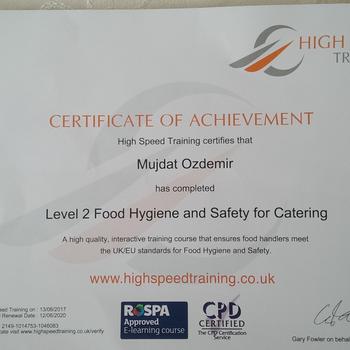 HIGH
TR
CERTIFICATE OF ACHIEVEMENT
High Speed Training certifies that
Mujdat Ozdemir
has completed
Level 2 Food Hygiene and Safety for Catering
A high quality, interactive training course that ensures food handlers meet
the UK/EU standards for Food Hygiene and Safety.
www.highspeedtraining.co.uk
Speed Training on : 13/06/2017
Renewal Date : 12/06/2020
2149-1014753-1046083
visit www.highspeedtraining.co.uk/verify
ROSPA
Approved
E-learning course
CPD
CERTIFIED
The CPD Certification
Service
Gary Fowler on behal